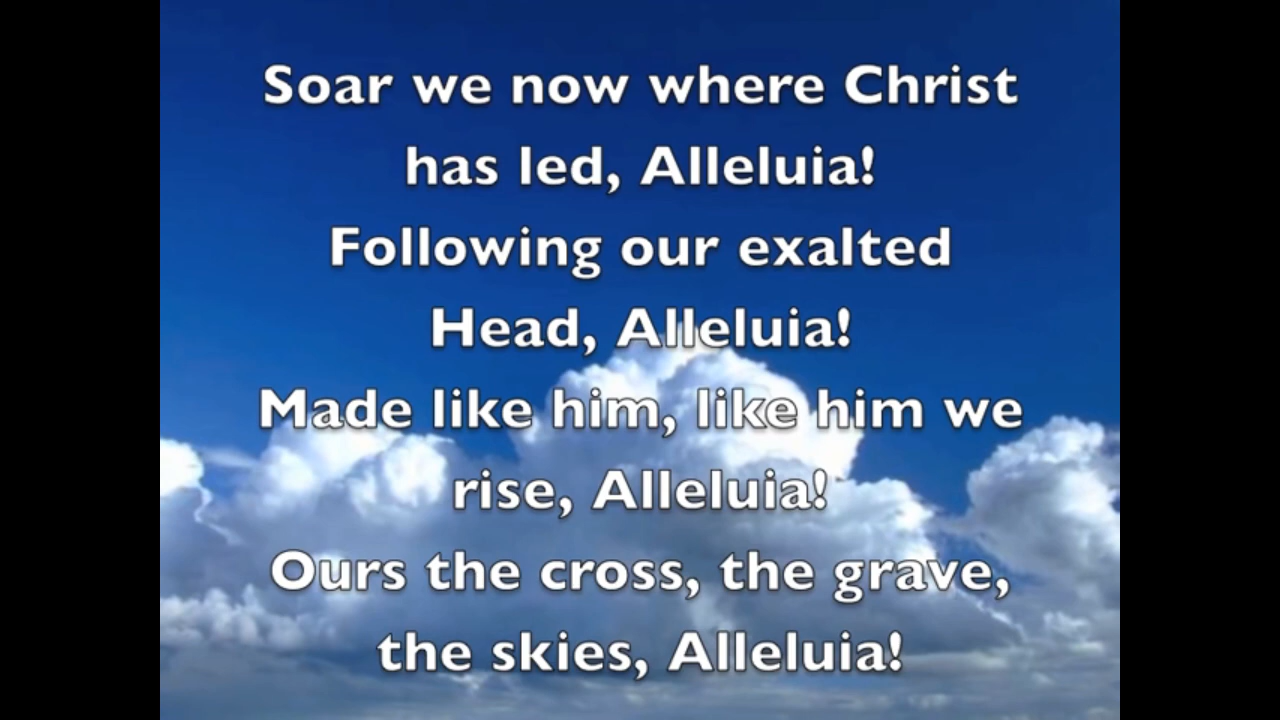 Soar we now where Christ
has led, Alleluia!
Following our exalted
Head, Alleluia!
Made like him, like him we
rise, Alleluia!
Ours the cross, the grave,
the skies, Alleluia!